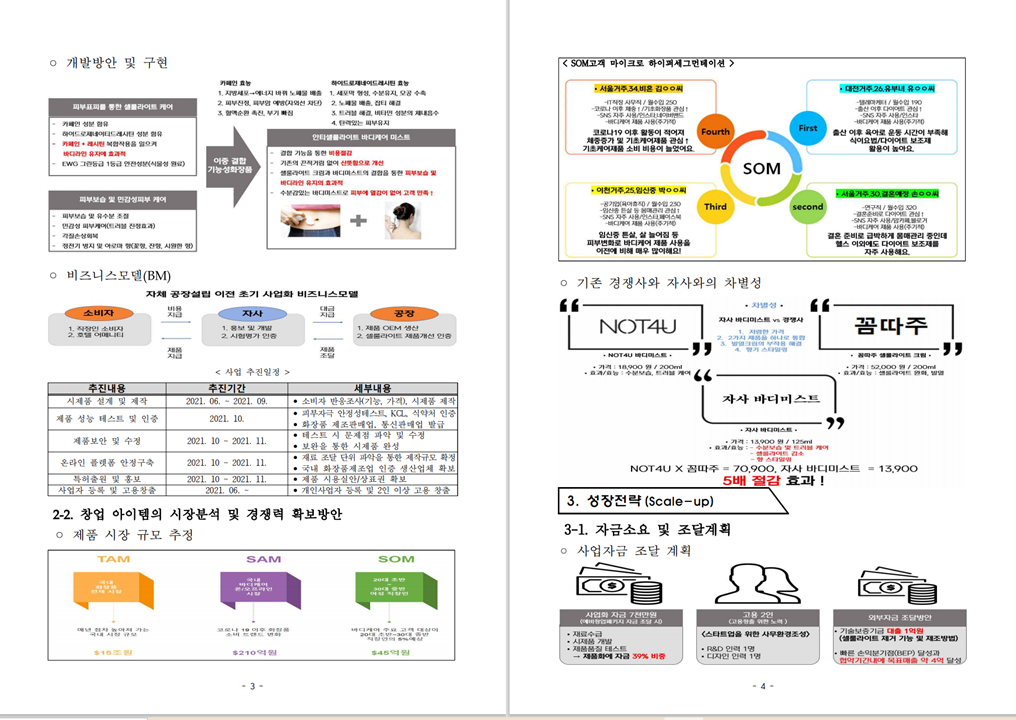 ○ 개발방안 및 구현
카페인 효능
1. 지방세포→에너지 바꿔 노폐물 배출
2. 피부진정, 피부암 예방(자외선 차단)
3. 혈액순환 촉진, 부기 빠짐
하이드로제네이드레시틴 효능
1. 세포막 형성, 수분유지, 모공 수축
2. 노폐물 배출, 잡티 해결
3. 트러블 해결, 비타민 성분의 체내흡수
4. 탄력있는 피부유지
피부표피를 통한 셀룰라이트 케어
- 카페인 성분 함유
- 하이드로제네이드레시틴 성분 함유
- 카페인 + 레시틴 복합작용을 일으켜
바디라인 유지에 효과적
- EWG 그린등급 1등급 안전성분(식물성 원료)
피부보습 및 민감성피부 케어
- 피부보습 및 유수분 조절
- 민감성 피부케어(트러블 진정효과)
- 각질손상회복
- 정전기 방지 및 아로마 향(꽃향, 잔향, 시원한 향)
이중 결합
기능성화장품
안티셀룰라이트 바디케어 미스트
- 결합 기능을 통한 비용절감
- 기존의 끈적거림 없이 산뜻함으로 개선
- 셀룰라이트 크림과 바디미스트의 결합을 통한 피부보습 및
바디라인 유지의 효과적
- 수분감있는 바디미스트로 피부에 열감이 없어 고객 만족 !
○ 비즈니스모델(BM)
자체 공장설립 이전 초기 사업화 비즈니스모델
소비자
1. 직장인 소비자
2. 호텔 어메니티
비용
지급
제품
지급
자사
1. 홍보 및 개발
2. 시험평가 인증
대금
지급
제품
조달
공장
1. 제품 OEM 생산
2. 셀룰라이트 제품개선 인증
< 사업 추진일정 >
추진내용 추진기간 세부내용
시제품 설계 및 제작 2021. 06. ~ 2021. 09. • 소비자 반응조사(기능, 가격), 시제품 제작
제품 성능 테스트 및 인증 2021. 10. • 피부자극 안정성테스트, KCL, 식약처 인증
• 화장품 제조판매업, 통신판매업 발급
제품보안 및 수정 2021. 10 ~ 2021. 11. • 테스트 시 문제점 파악 및 수정
• 보완을 통한 시제품 완성
온라인 플랫폼 안정구축 2021. 10 ~ 2021. 11. • 재료 조달 단위 파악을 통한 제작규모 확정
• 국내 화장품제조업 인증 생산업체 확보
특허출원 및 홍보 2021. 10 ~ 2021. 11. • 제품 시용실안/상표권 확보
사업자 등록 및 고용창출 2021. 06. ~ • 개인사업자 등록 및 2인 이상 고용 창출
2-2. 창업 아이템의 시장분석 및 경쟁력 확보방안
○ 제품 시장 규모 추정
TAM
국내
화장품
전체 시장
매년 점차 높아져 가는
국내 시장 규모
$15조원
SAM
국내
바디케어
온/오프라인
시장
코로나 19 이후 화장품
소비 트렌드 변화
$210억원
SOM
20대 초반
~
30대 중반
여성 직장인
바디케어 주요 고객 대상이
20대 초반~30대 중반
직장인의 5%예상
$45억원
- 3 -
< SOM고객 마이크로 하이퍼세그먼테이션 >
• 서울거주,34,비혼 김○○씨
-IT직장 사무직 / 월수입 250
-코로나 이후 체중↑/기초화장품 관심↑
-SNS 자주 사용/인스타,네이버밴드
-바디케어 제품 사용(주기적)
코로나19 이후 활동이 적어져
체중증가 및 기초케어제품 관심↑
기초케어제품 소비 비용이 늘었어요.
• 대전거주,26,유부녀 유○○씨
-텔레마케터 / 월수입 190
-출산 이후 다이어트 관심↑
-SNS 자주 사용/인스타
-바디케어 제품 사용(주기적)
출산 이후 육아로 운동 시간이 부족해
식이요법/다이어트 보조제
활용이 높아요.
Fourth
First
SOM
Third
second
• 이천거주,25,임신중 박○○씨
-공기업(육아휴직) / 월수입 230
-임신중 튼살 등 몸매관리 관심↑
-SNS 자주 사용/인스타,페이스북
-바디케어 제품 사용(주기적)
임신중 튼살, 살 늘어짐 등
피부변화로 바디케어 제품 사용을
이전에 비해 매우 많이해요!
• 서울거주,30,결혼예정 손○○씨
-연구직 / 월수입 320
-결혼준비로 다이어트 관심↑
-SNS 자주 사용/맘카페,블로거
-바디케어 제품 사용(주기적)
결혼 준비로 급박하게 몸매관리 중인데
헬스 이외에도 다이어트 보조제를
자주 사용해요.
○ 기존 경쟁사와 자사와의 차별성
NOT4U
• NOT4U 바디미스트 •
• 가격 : 18,900 원 / 200ml
• 효과/효능 : 수분보습, 트러블 케어
• 차별성 •
자사 바디미스트 vs 경쟁사
1. 저렴한 가격
2. 2가지 제품을 하나로 통합
3. 발열크림의 부작용 해결
4. 향기 스타일링
꼼따주
• 꼼따주 셀룰라이트 크림 •
• 가격 : 52,000 원 / 200ml
• 효과/효능 : 셀룰라이트 완화, 발열
자사 바디미스트
• 자사 바디미스트 •
• 가격 : 13,900 원 / 125ml
• 효과/효능 : - 수분보습 및 트러블 케어
- 셀룰라이트 감소
- 향 스타일링
NOT4U X 꼼따주 = 70,900, 자사 바디미스트 = 13,900
5배 절감 효과 !
3. 성장전략 (Scale-up)
3-1. 자금소요 및 조달계획
○ 사업자금 조달 계획
사업화 자금 7천만원
(예비창업패키지 자금 조달 시)
• 재료수급
• 시제품 개발
• 제품품질 테스트
→ 제품화에 자금 39% 비중
고용 2인
(고용창출 위한 노력 )
(스타트업을 위한 사무환경조성)
• R&D 인력 1명
• 디자인 인력 1명
외부자금 조달방안
• 기술보증기금 대출 1억원
(셀룰라이트 제거 기능 및 제조방법)
• 빠른 손익분기점(BEP) 달성과
협약기간내에 목표매출 약 4억 달성
- 4 -